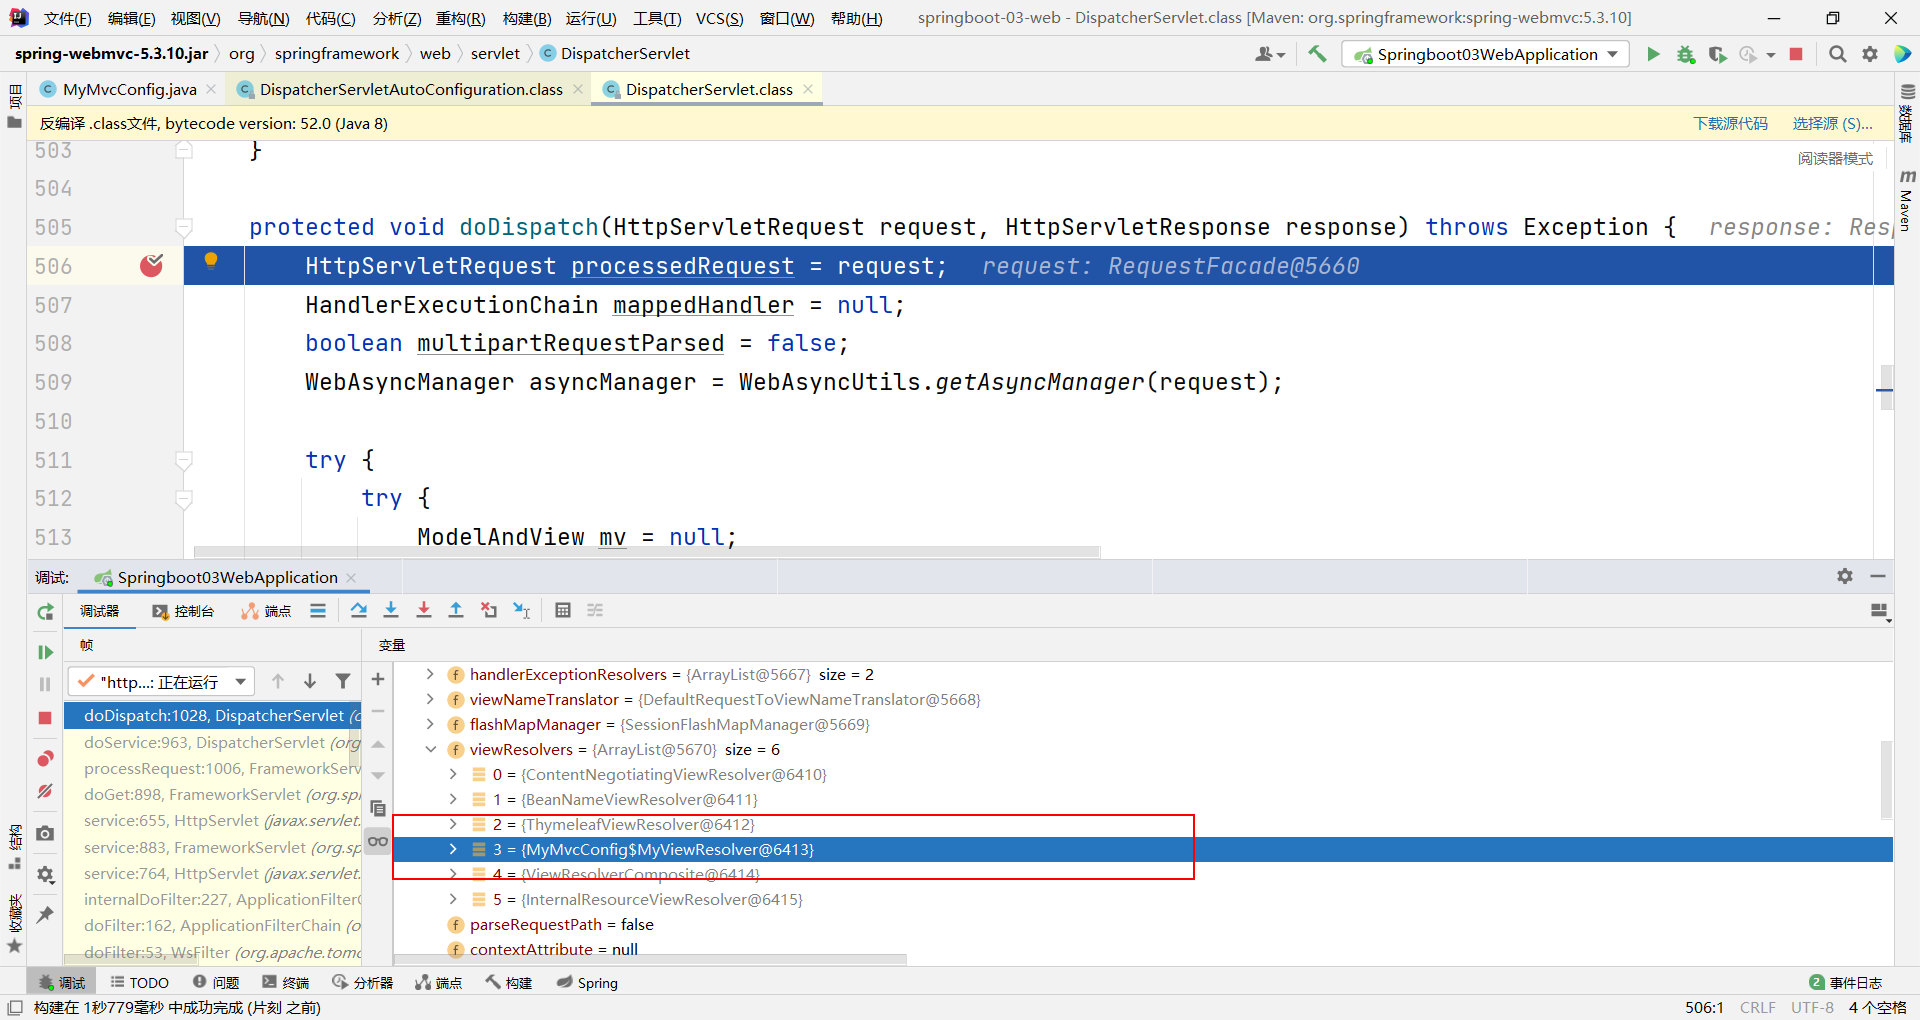 文件(F) 编辑(E) 视图(V) 导航(N) 代码(C) 分析(Z) 重构(R) 构建(B) 运行(U) 工具(T) VCS(S) 窗口(W) 帮助(H) springboot-03-web - DispatcherServlet.class [Maven: org.springframework:spring-webmvc:5.3.10]
spring-webmvc-5.3.10.jar org springframework web servlet DispatcherServlet Springboot03WebApplication
MyMvcConfig.java DispatcherServletAutoConfiguration.class DispatcherServlet.class
项目
数据库
Maven
反编译 .class文件, bytecode version: 52.0 (Java 8) 下载源代码 选择源 (S)...
阅读器模式
503 }
504
505 protected void doDispatch(HttpServletRequest request, HttpServletResponse response) throws Exception { response: Resp
506 HttpServletRequest processedRequest = request; request: RequestFacade@5660
507 HandlerExecutionChain mappedHandler = null;
508 boolean multipartRequestParsed = false;
509 WebAsyncManager asyncManager = WebAsyncUtils.getAsyncManager(request);
510
511 try {
512 try {
513 ModelAndView mv = null;
调试: Springboot03WebApplication
调试器 控制台 端点
帧 变量
"http...: 正在运行
doDispatch:1028, DispatcherServlet (o
doService:963, DispatcherServlet (org
processRequest:1006, FrameworkServ
doGet:898, FrameworkServlet (org.spi
service:655, HttpServlet (javax.servlet.
service:883, FrameworkServlet (org.sp
service:764, HttpServlet (javax.servlet.
internalDoFilter:227, ApplicationFilterC
doFilter:162, ApplicationFilterChain (o
doFilter:53, WsFilter (org.apache.tomc
handlerExceptionResolvers = {ArrayList@5667} size = 2
viewNameTranslator = {DefaultRequestToViewNameTranslator@5668}
flashMapManager = {SessionFlashMapManager@5669}
viewResolvers = {ArrayList@5670} size = 6
0 = {ContentNegotiatingViewResolver@6410}
1 = {BeanNameViewResolver@6411}
2 = {ThymeleafViewResolver@6412}
3 = {MyMvcConfig$MyViewResolver@6413}
4 = {ViewResolverComposite@6414}
5 = {InternalResourceViewResolver@6415}
parseRequestPath = false
contextAttribute = null
结构
收藏夹
调试 TODO 问题 终端 分析器 端点 构建 Spring 2 事件日志
构建在 1秒779毫秒 中成功完成 (片刻 之前) 506:1 CRLF UTF-8 4 个空格